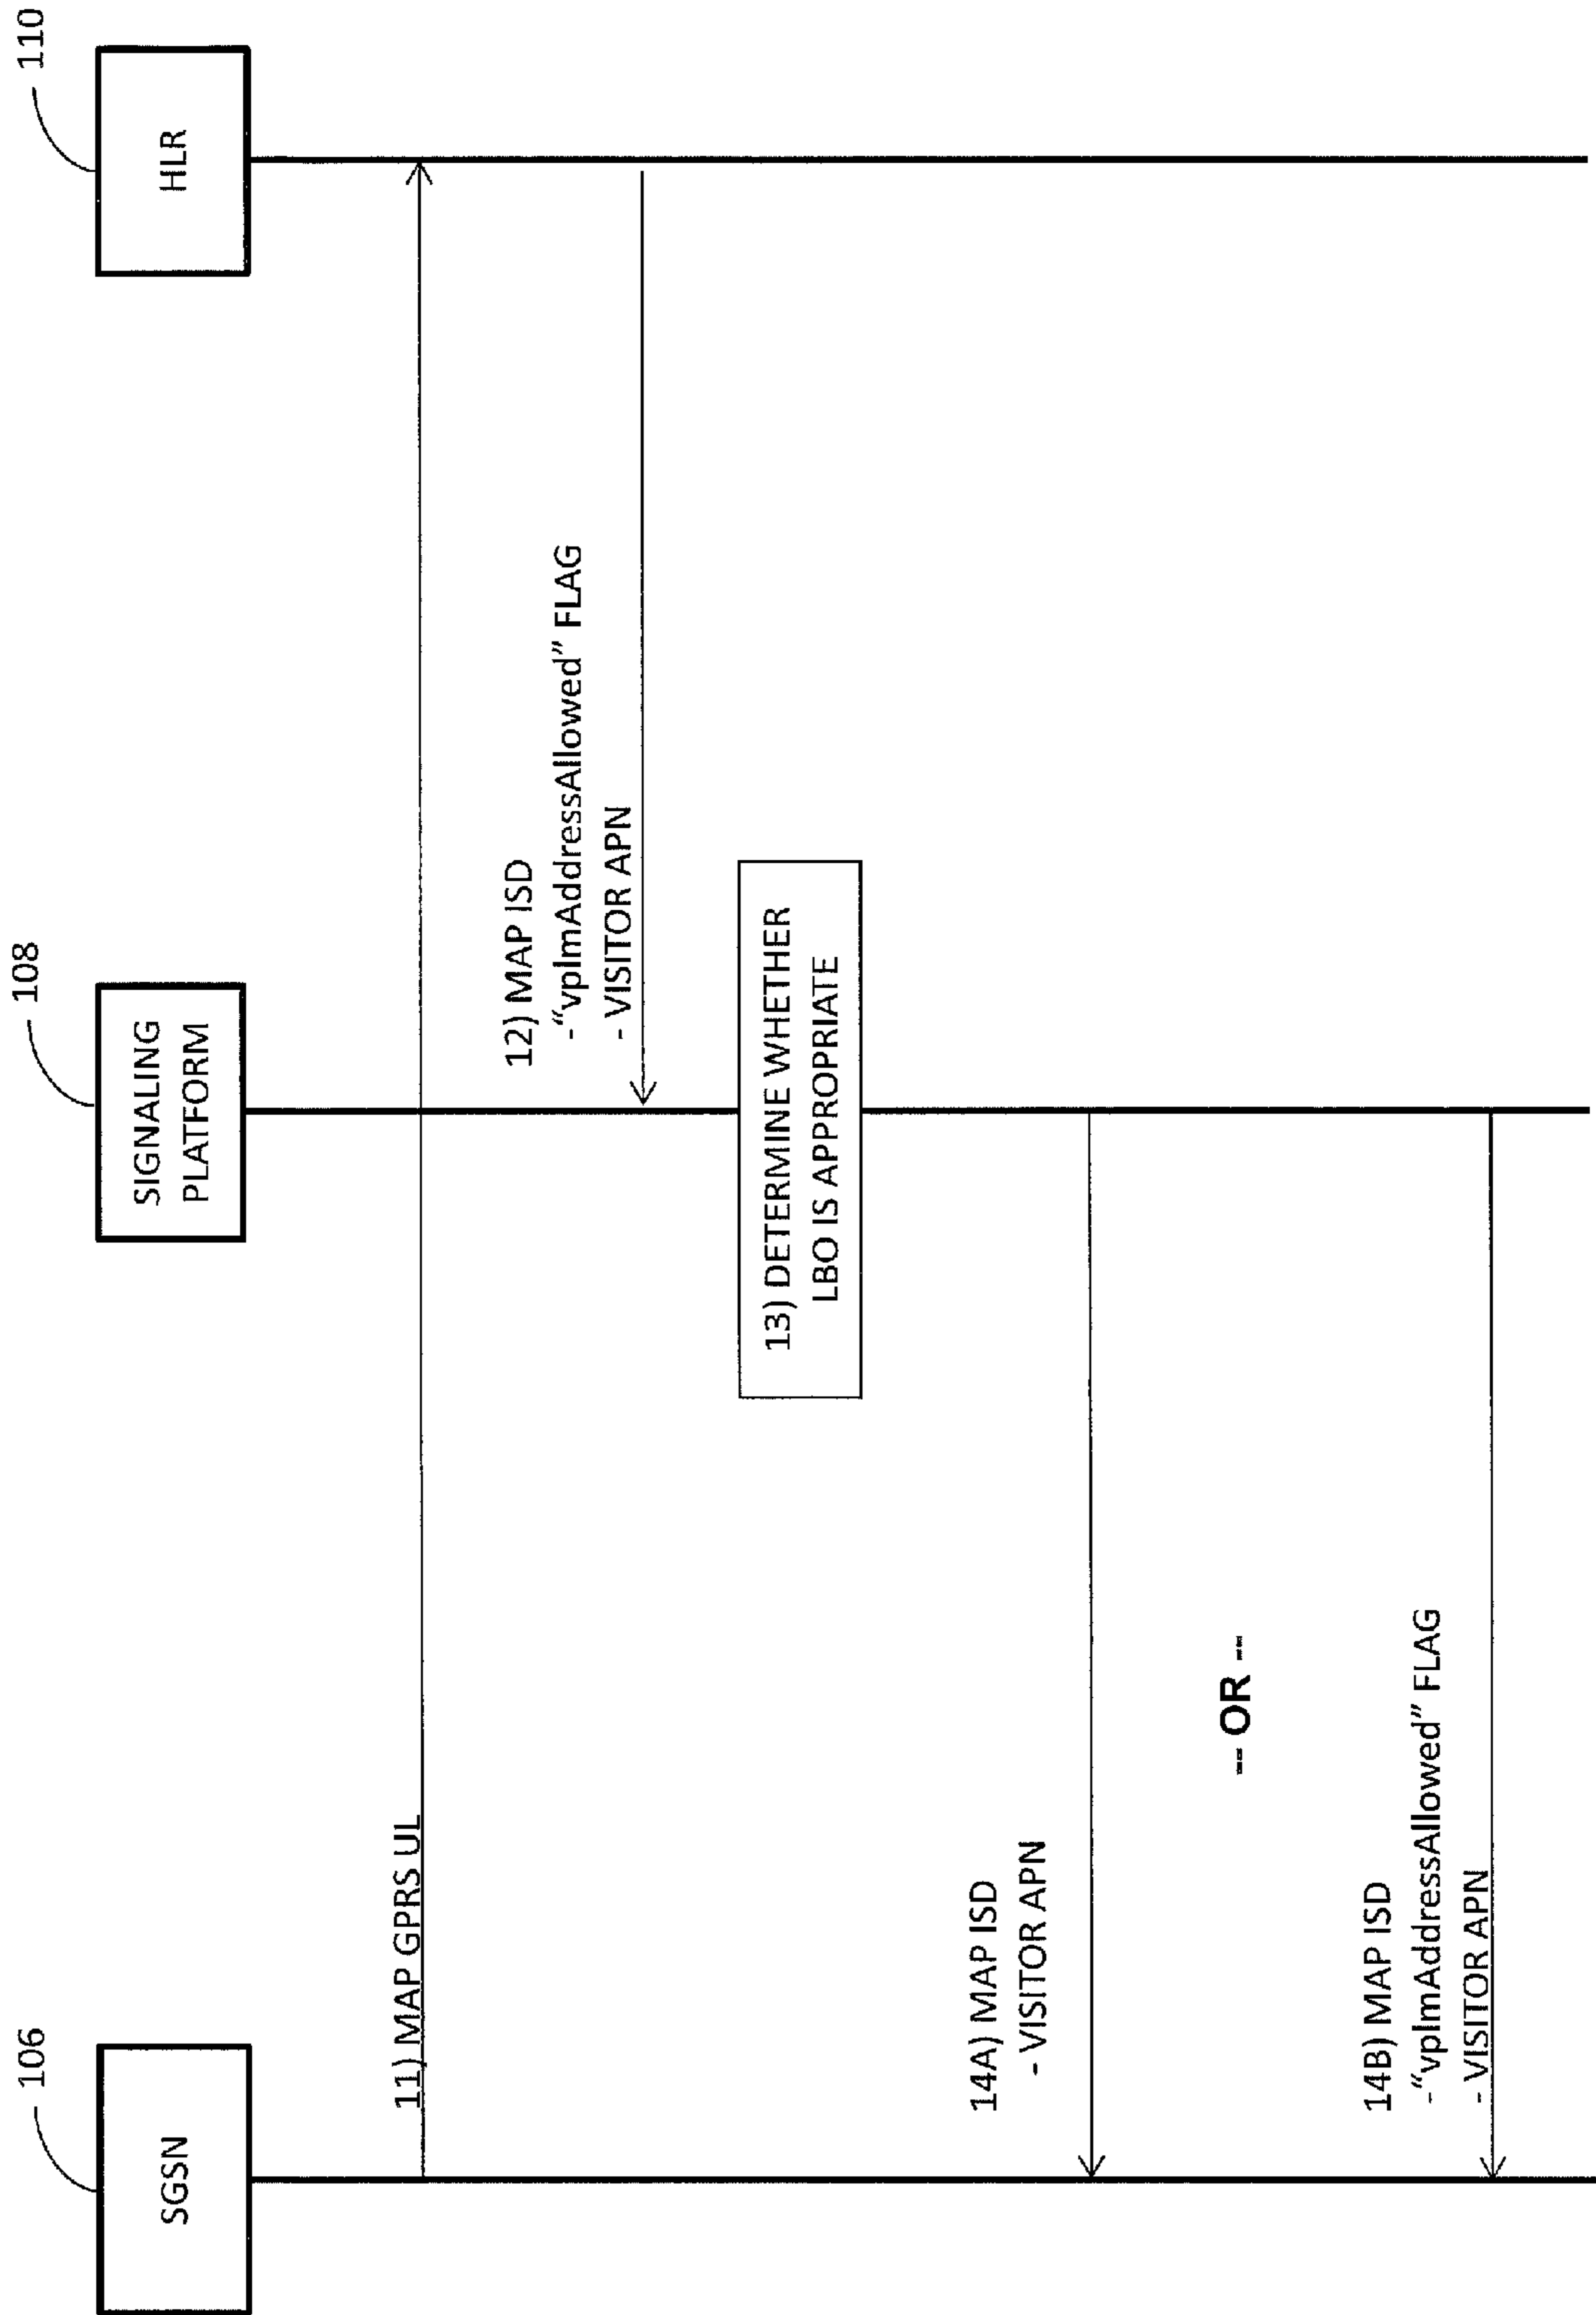 106
SGSN
108
SIGNALING
PLATFORM
110
HLR
11) MAP GPRS UL
12) MAP ISD
-“vplmAddressAllowed” FLAG
- VISITOR APN
13) DETERMINE WHETHER
LBO IS APPROPRIATE
14A) MAP ISD
- VISITOR APN
-- OR --
14B) MAP ISD
-“vplmAddressAllowed” FLAG
- VISITOR APN